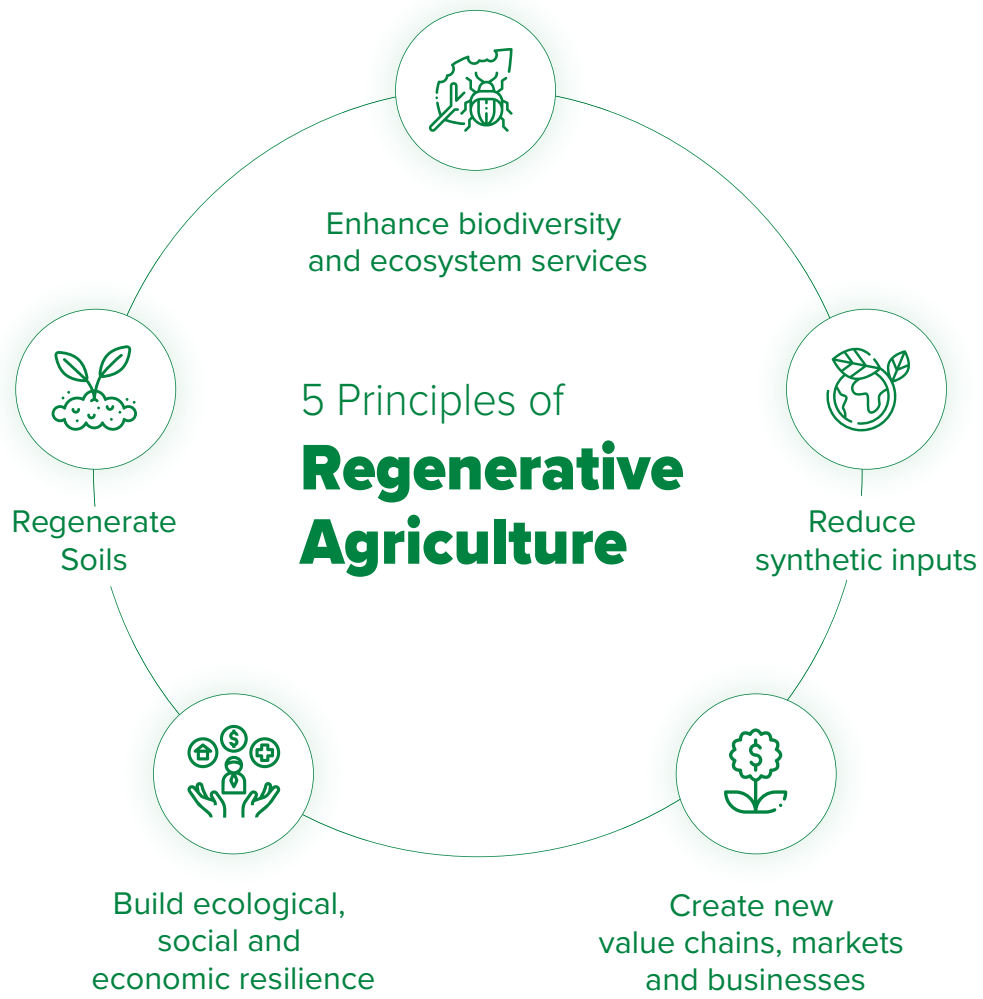 Enhance biodiversity
and ecosystem services
5 Principles of
Regenerative
Agriculture
Regenerate
Soils
Reduce
synthetic inputs
Build ecological,
social and
economic resilience
Create new
value chains, markets
and businesses
$
$